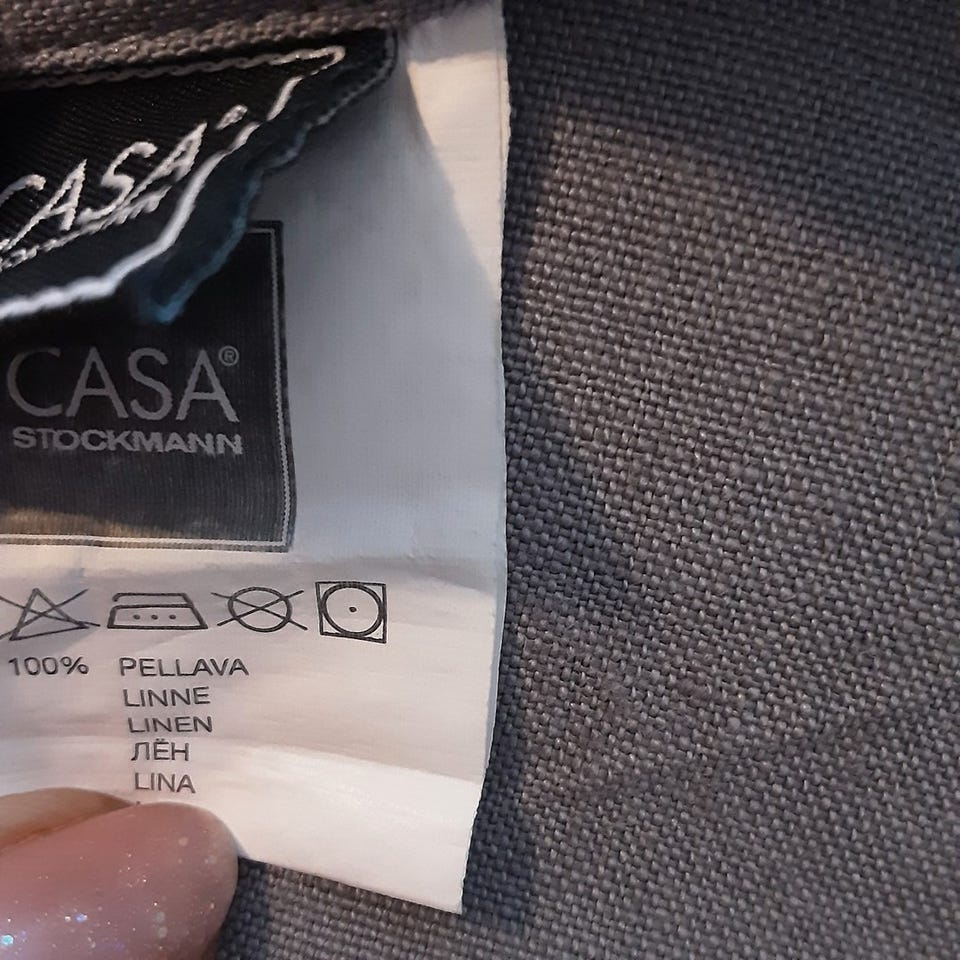 CASA®
CASA®
STOCKMANN
100% PELLAVA
LINNE
LINEN
ЛЁН
LINA